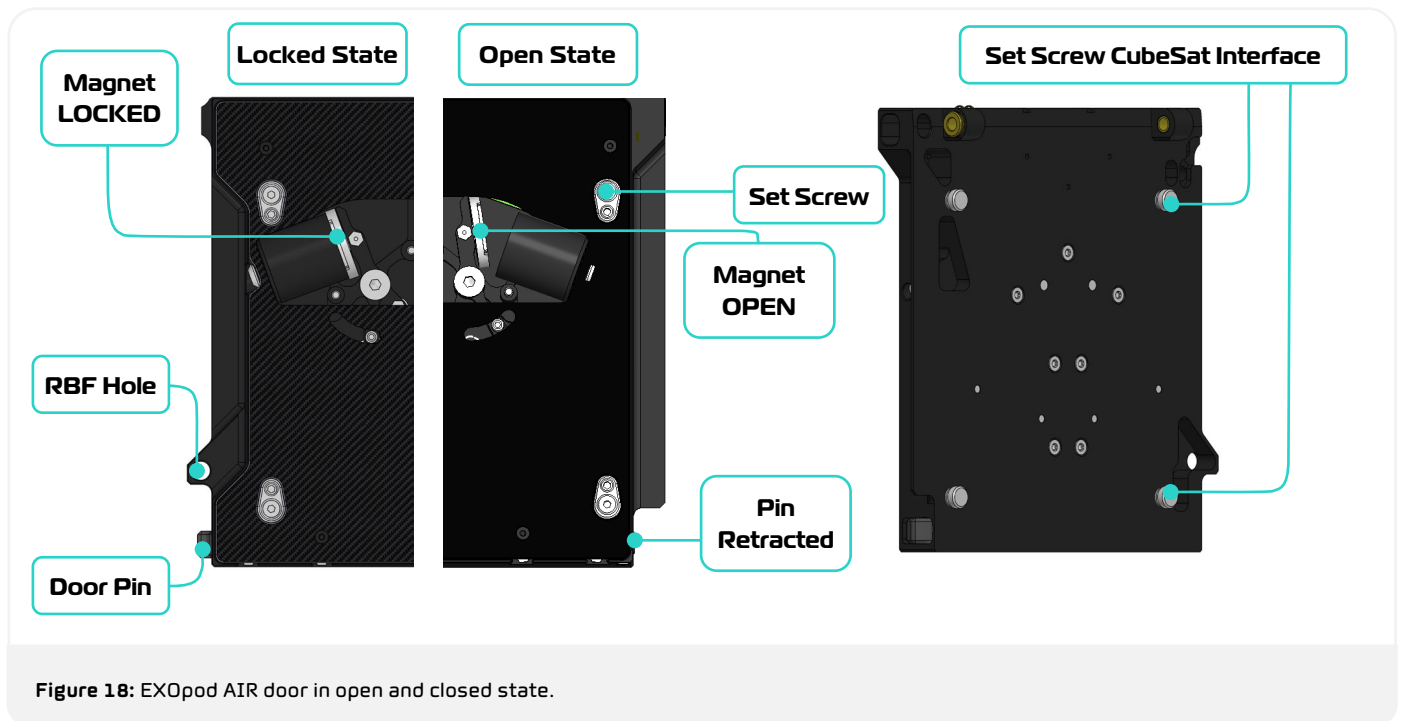 Locked State
Open State
Set Screw CubeSat Interface
Magnet
LOCKED
Set Screw
Magnet
OPEN
RBF Hole
Pin
Retracted
Door Pin
Figure 18: EXOpod AIR door in open and closed state.